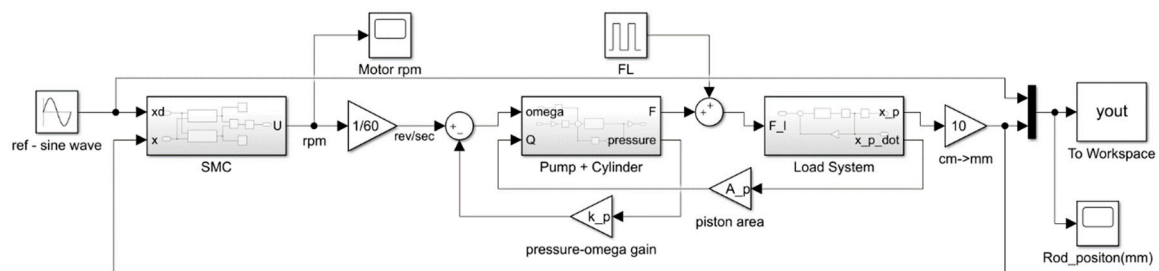 Motor rpm
FL
ref - sine wave
xd
x
U
SMC
rpm
1/60
rev/sec
+
-
omega
Q
F
pressure
Pump + Cylinder
+
+
F_l
x_p
x_p_dot
Load System
10
cm->mm
yout
To Workspace
A_p
piston area
k_p
pressure-omega gain
Rod_positon(mm)